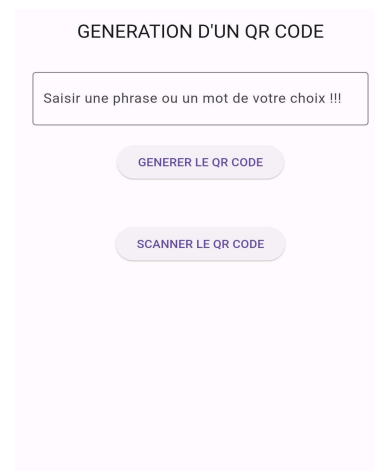 GENERATION D'UN QR CODE
Saisir une phrase ou un mot de votre choix !!!
GENERER LE QR CODE
SCANNER LE QR CODE